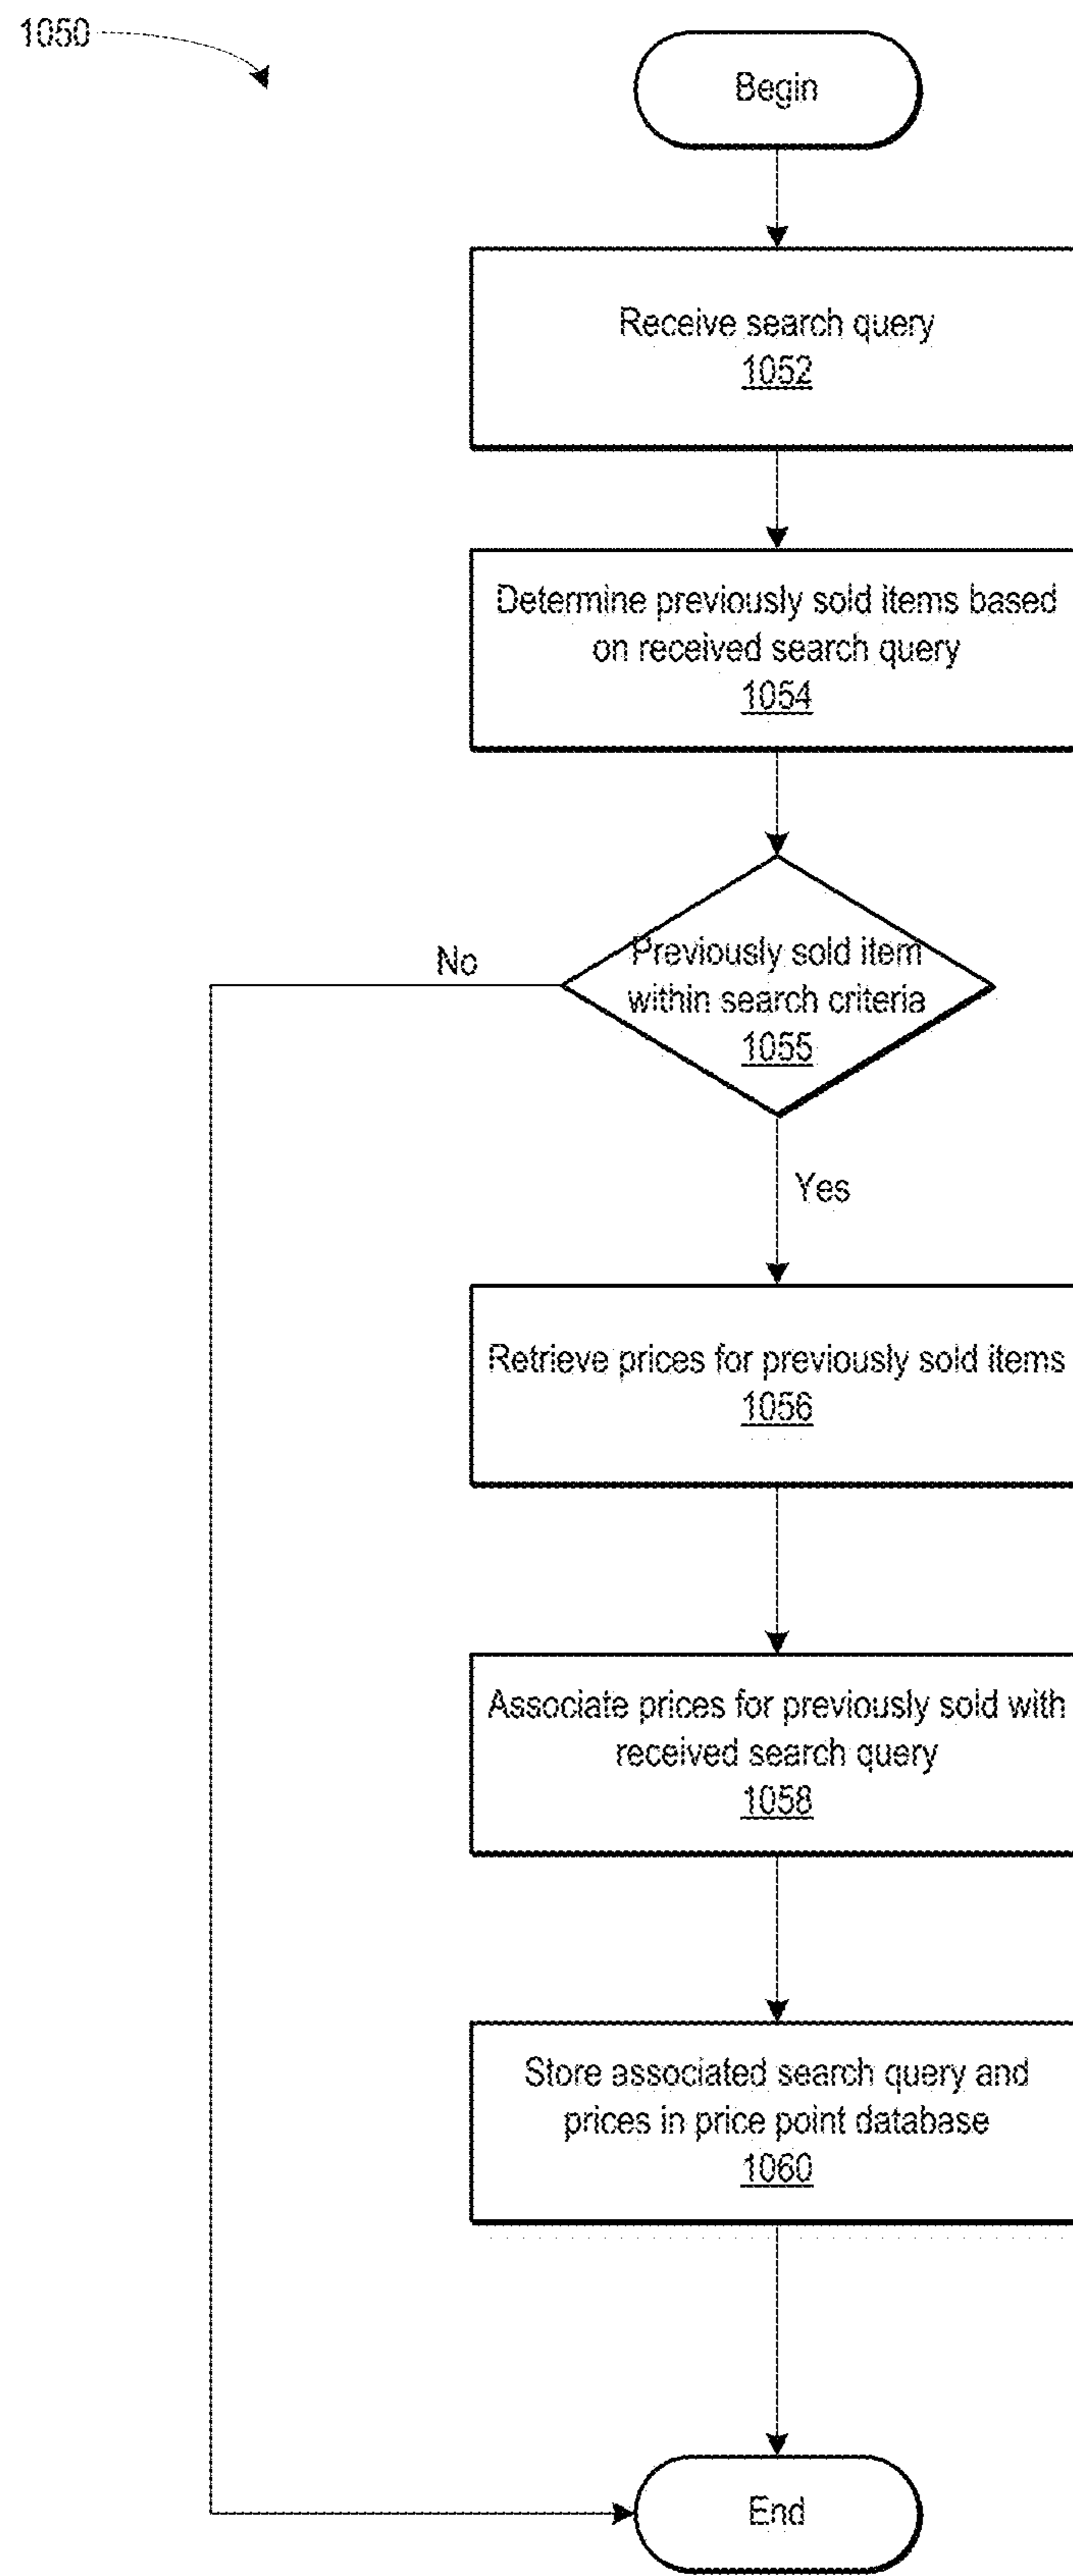 1050
Begin
Receive search query
1052
Determine previously sold items based
on received search query
1054
No
Previously sold item
within search criteria
1055
Yes
Retrieve prices for previously sold items
1056
Associate prices for previously sold with
received search query
1058
Store associated search query and
prices in price point database
1060
End